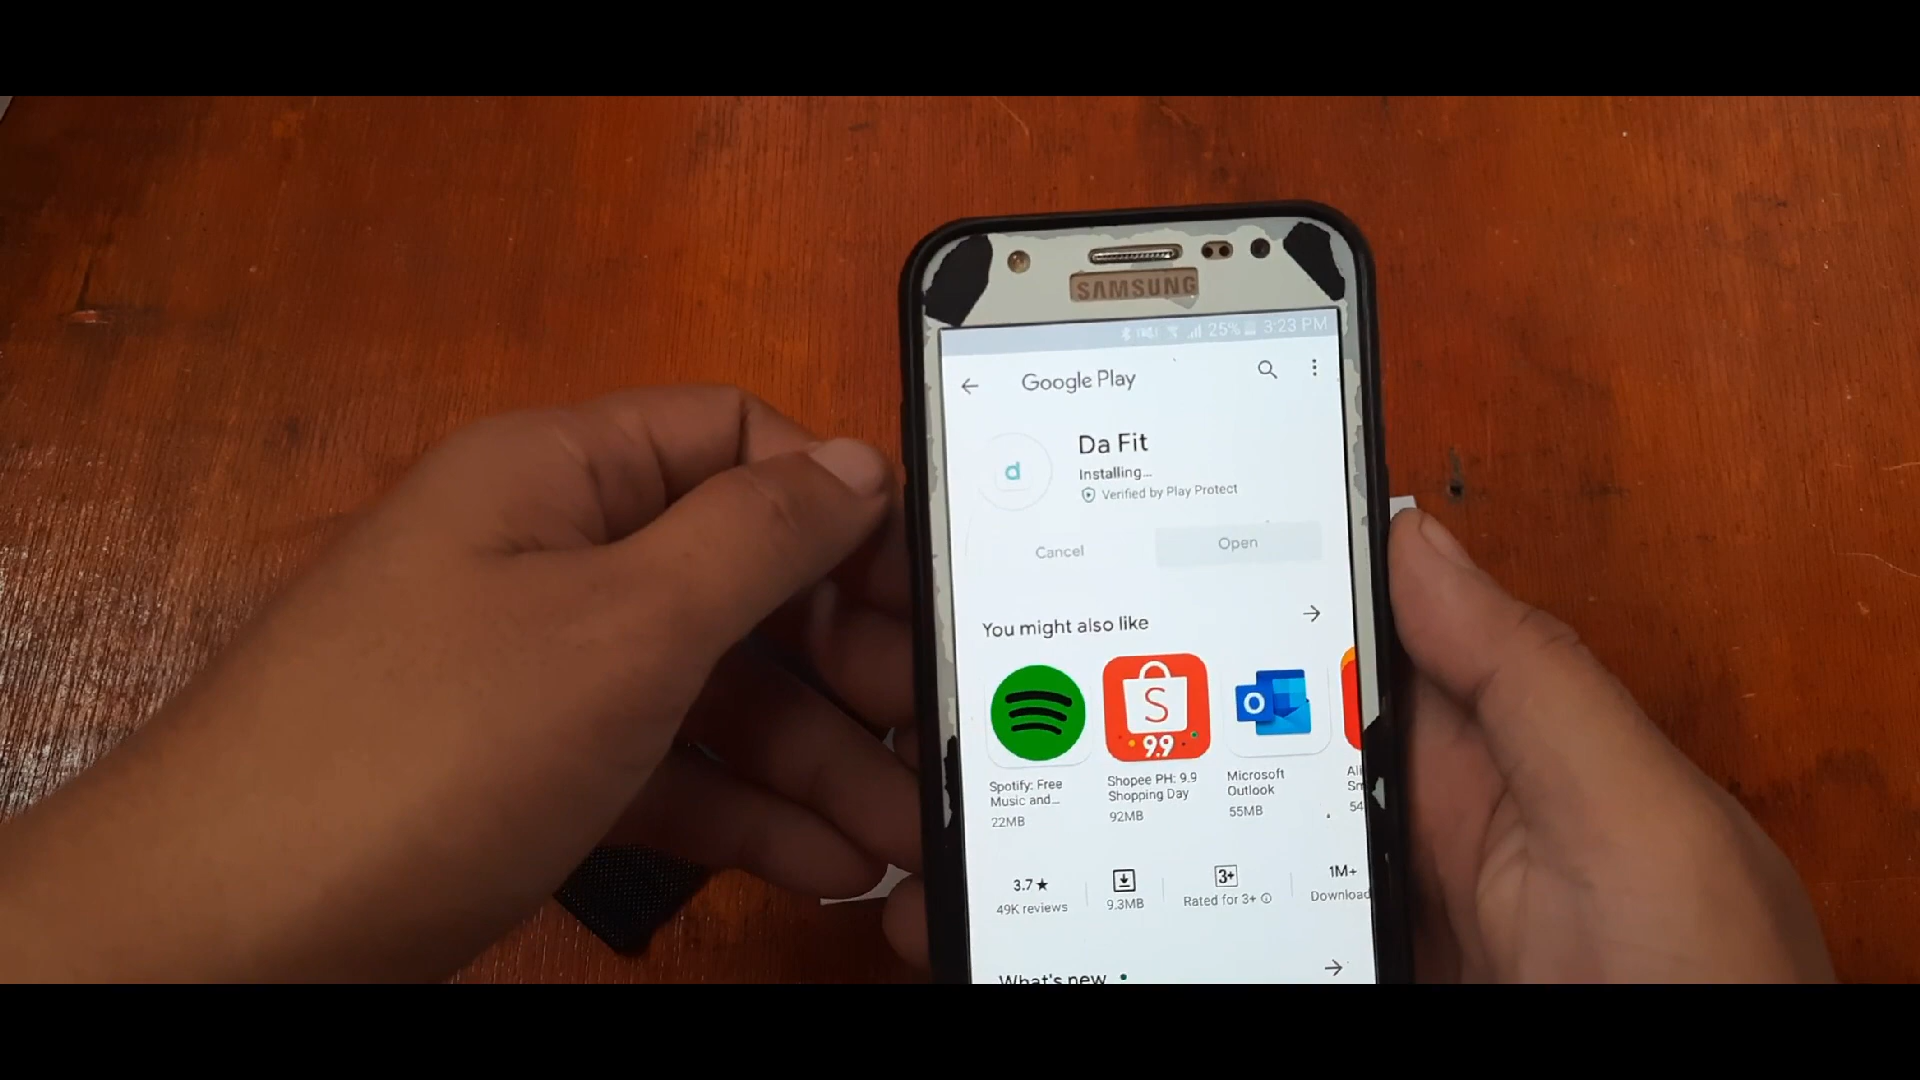 SAMSUNG
25% 3:23 PM
Google Play
d
Da Fit
Installing...
Verified by Play Protect
Cancel
Open
You might also like
S
9.9
O
Spotify: Free
Music and...
22MB
Shopee PH: 9.9
Shopping Day
92MB
Microsoft
Outlook
55MB
54
3.7★
49K reviews
9.3MB
3+
Rated for 3+
1M+
Download
What's new